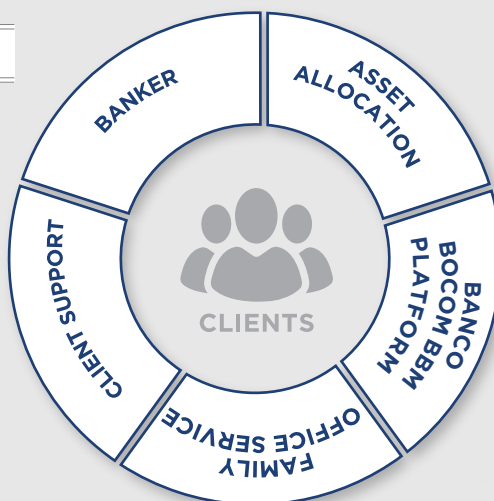 BANKER
ASSET
ALLOCATION
BANCO
BOCOM BBM
PLATFORM
FAMILY
OFFICE SERVICE
CLIENT SUPPORT
CLIENTS